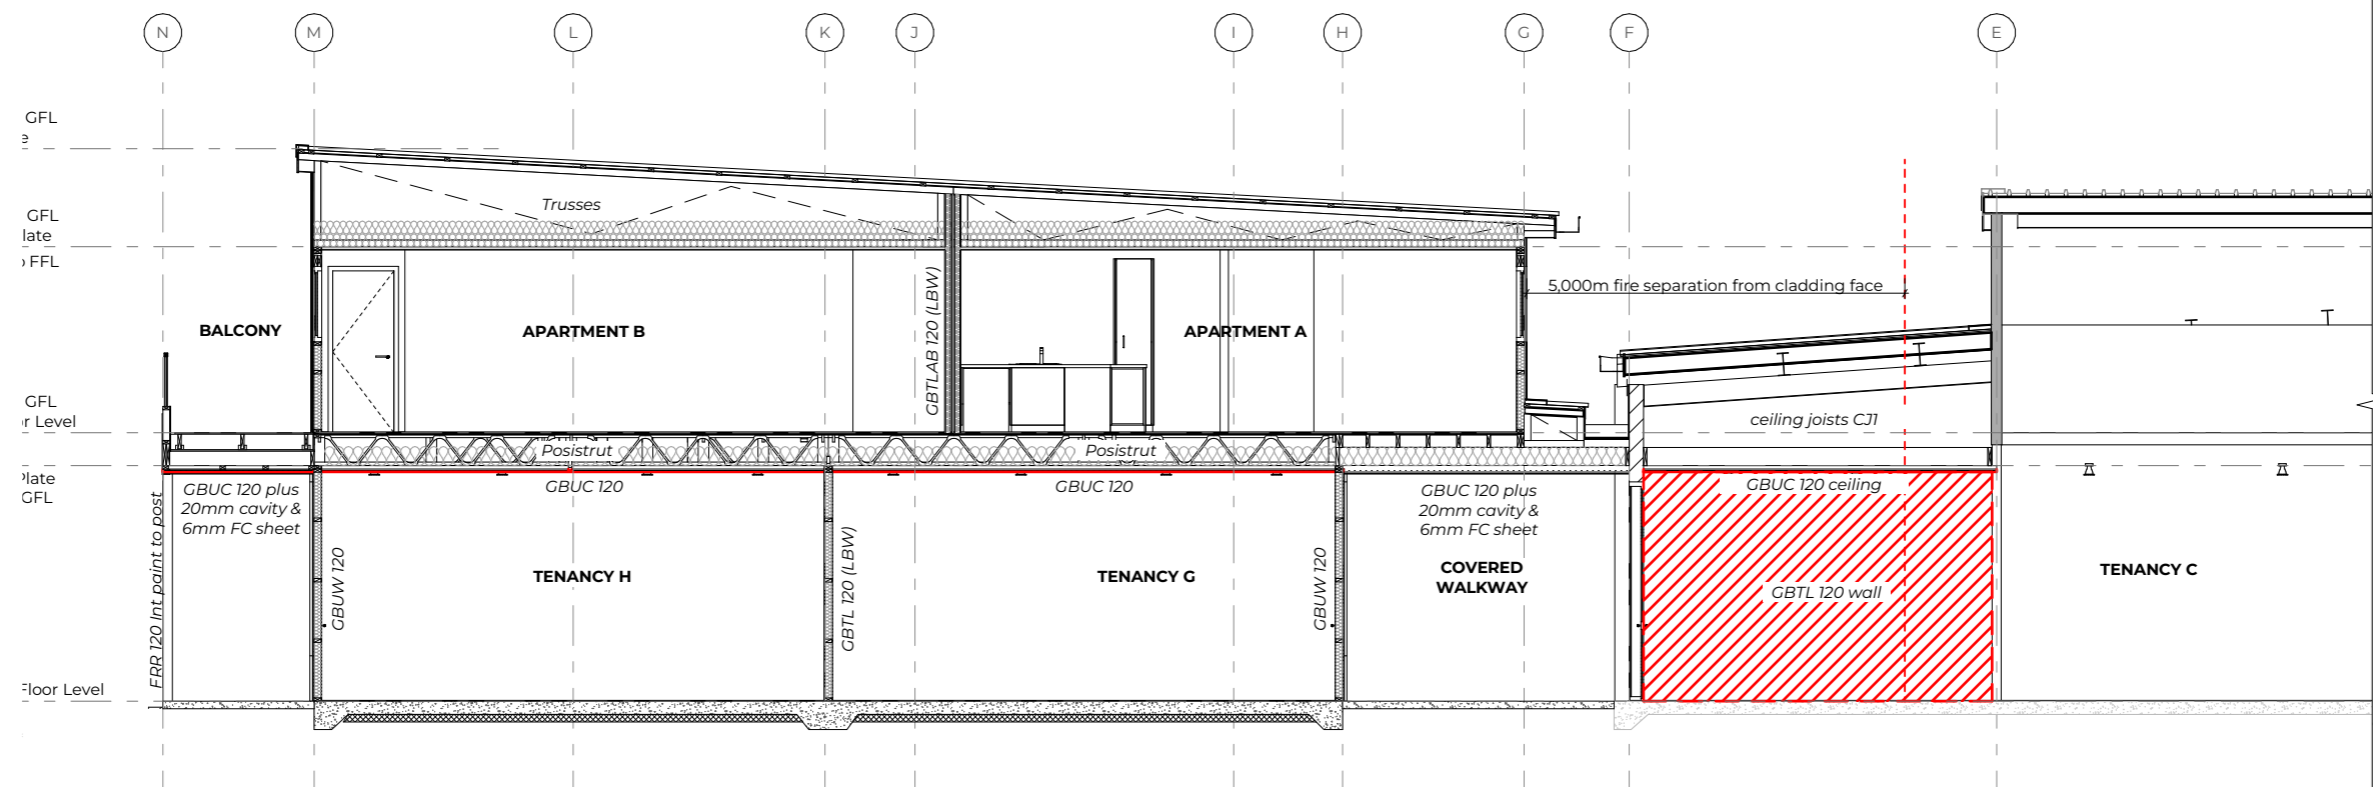 N
M
L
K
J
I
H
G
F
E
GFL
GFL
late
FFL
GFL
or Level
Plate
GFL
Floor Level
Trusses
BALCONY
APARTMENT B
GBTLAB 120 (LBW)
APARTMENT A
5,000m fire separation from cladding face
ceiling joists CJ1
Posistrut
Posistrut
FRR 120 Int paint to post
GBUC 120 plus
20mm cavity &
6mm FC sheet
GBUW 120
GBUC 120
TENANCY H
GBTL 120 (LBW)
GBUC 120
TENANCY G
GBUW 120
GBUC 120 plus
20mm cavity &
6mm FC sheet
COVERED
WALKWAY
GBUC 120 ceiling
GBTL 120 wall
TENANCY C